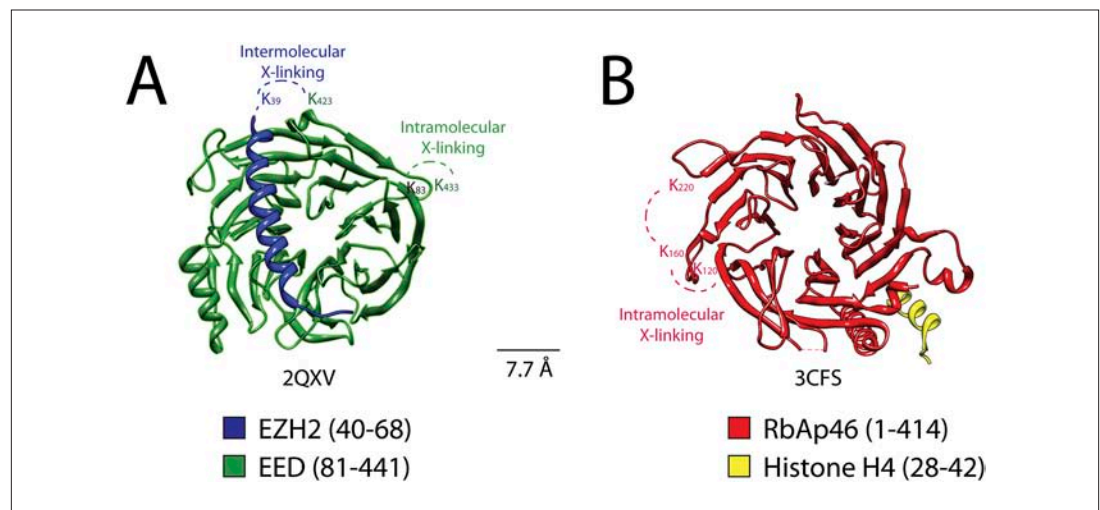 A
Intermolecular
X-linking
K39
K423
Intramolecular
X-linking
K83
K433
2QXV
EZH2 (40-68)
EED (81-441)
7.7 Å
B
K220
K160
K120
Intramolecular
X-linking
3CFS
RbAp46 (1-414)
Histone H4 (28-42)